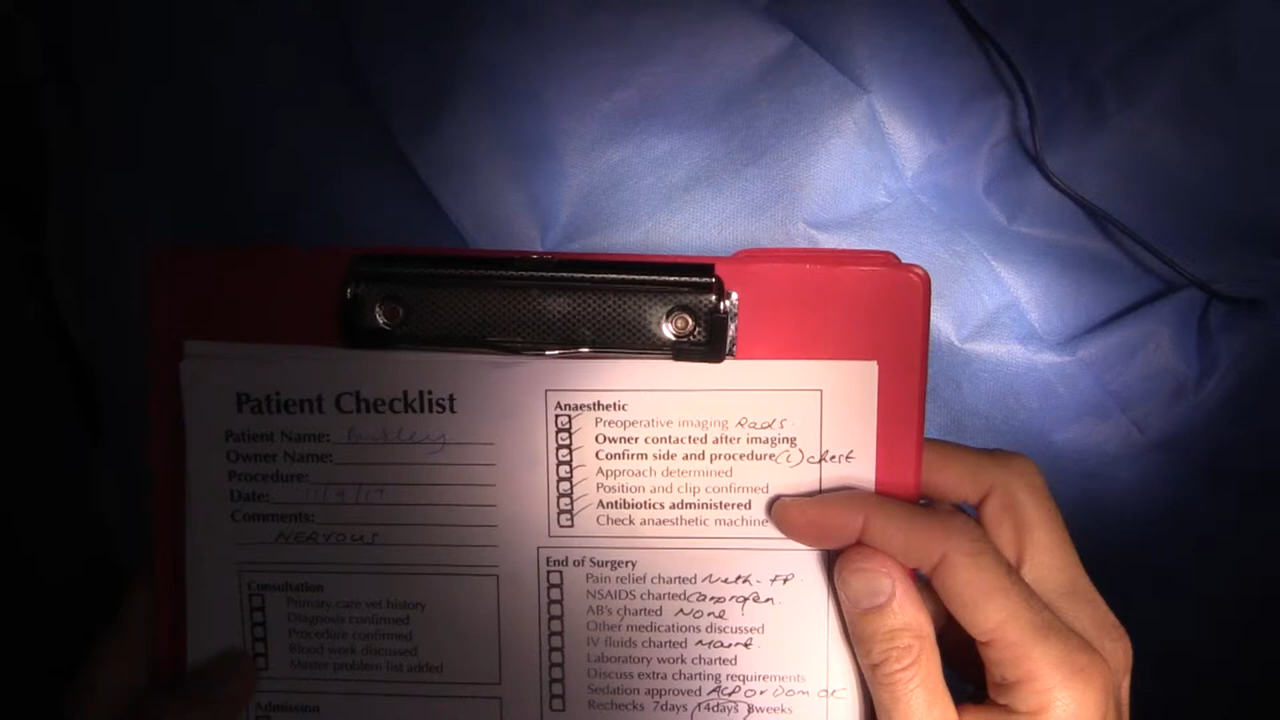 Patient Checklist
Patient Name:
Owner Name:
Procedure:
Date: 11/9/17
Comments:
NERVOUS
Consultation
Primary care vet history
Diagnosis confirmed
Procedure confirmed
Blood work discussed
Master problem list added
Admission
Anaesthetic
Preoperative imaging Rads.
Owner contacted after imaging
Confirm side and procedure (L) chest
Approach determined
Position and clip confirmed
Antibiotics administered
Check anaesthetic machine
End of Surgery
Pain relief charted Meth - FP.
NSAIDS charted carprofen.
AB's charted None!
Other medications discussed
IV fluids charted Maint.
Laboratory work charted
Discuss extra charting requirements
Sedation approved ACP or Dom OK
Rechecks 7days 14days 8weeks